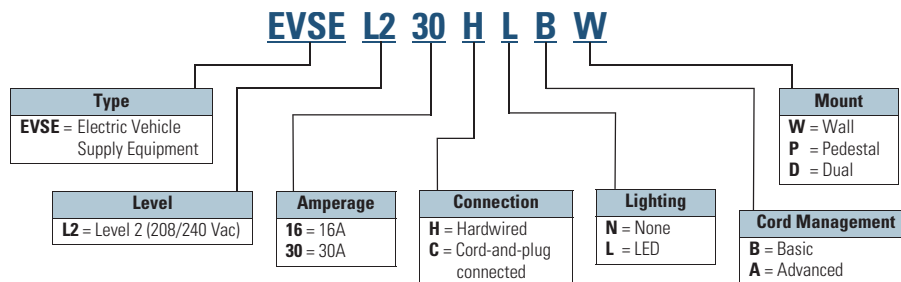 EVSE L2 30 H L B W
Type
EVSE = Electric Vehicle
Supply Equipment
Mount
W = Wall
P = Pedestal
D = Dual
Level
L2 = Level 2 (208/240 Vac)
Amperage
16 = 16A
30 = 30A
Connection
H = Hardwired
C = Cord-and-plug
connected
Lighting
N = None
L = LED
Cord Management
B = Basic
A = Advanced